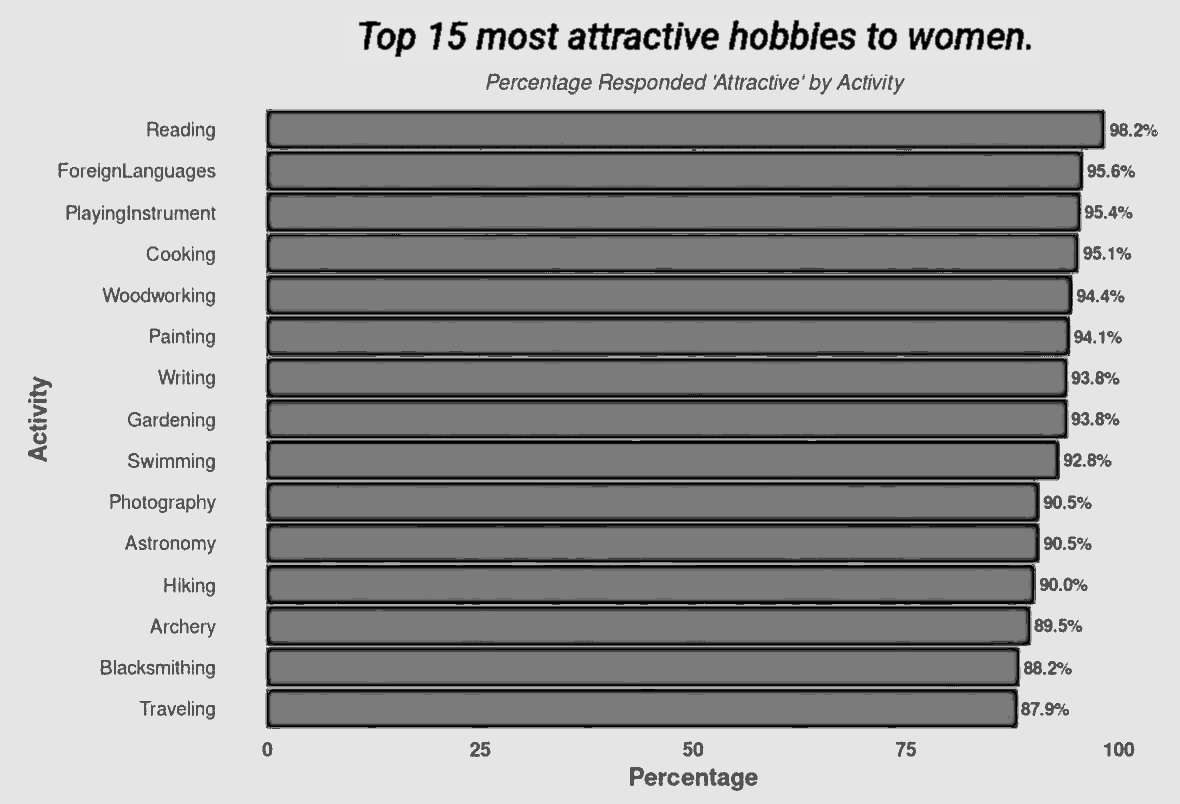 Top 15 most attractive hobbies to women.
Percentage Responded 'Attractive' by Activity
Reading 98.2%
ForeignLanguages 95.6%
PlayingInstrument 95.4%
Cooking 95.1%
Woodworking 94.4%
Painting 94.1%
Writing 93.8%
Gardening 93.8%
Swimming 92.8%
Photography 90.5%
Astronomy 90.5%
Hiking 90.0%
Archery 89.5%
Blacksmithing 88.2%
Traveling 87.9%
Activity
0 25 50 75 100
Percentage